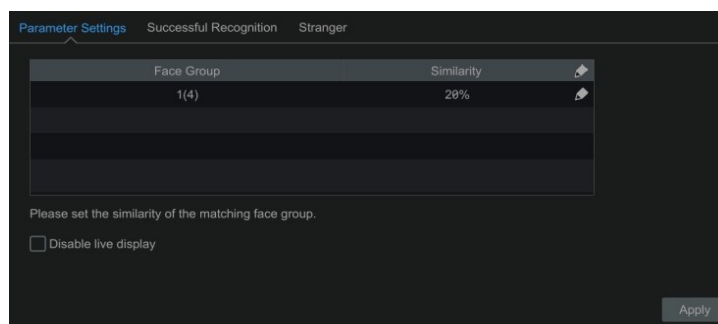 Parameter Settings Successful Recognition Stranger
Face Group Similarity
1(4) 20%
Please set the similarity of the matching face group.
Disable live display
Apply